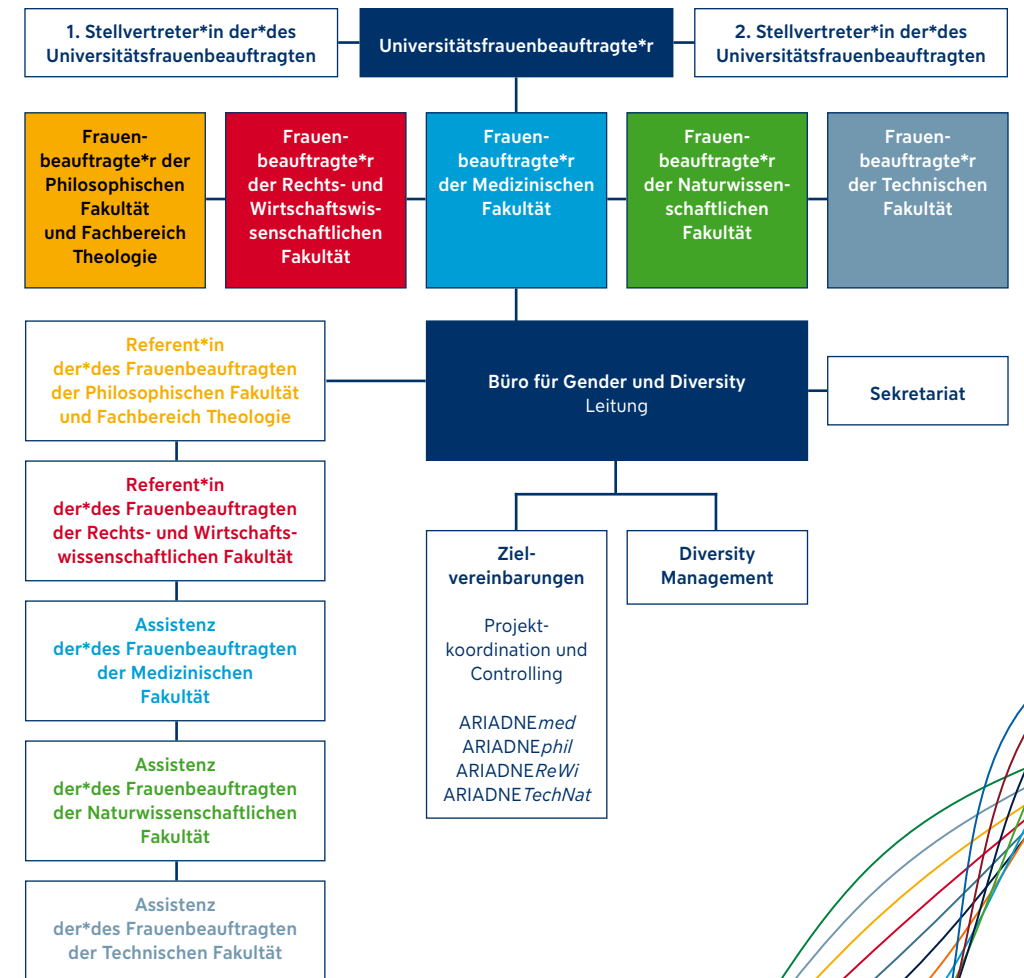 1. Stellvertreter*in der*des
Universitätsfrauenbeauftragten
Universitätsfrauenbeauftragte*r
2. Stellvertreter*in der*des
Universitätsfrauenbeauftragten
Frauen-
beauftragte*r der
Philosophischen
Fakultät
und Fachbereich
Theologie
Frauen-
beauftragte*r
der Rechts- und
Wirtschaftswis-
senschaftlichen
Fakultät
Frauen-
beauftragte*r
der Medizinischen
Fakultät
Frauen-
beauftragte*r
der Naturwissen-
schaftlichen
Fakultät
Frauen-
beauftragte*r
der Technischen
Fakultät
Referent*in
der*des Frauenbeauftragten
der Philosophischen Fakultät
und Fachbereich Theologie
Büro für Gender und Diversity
Leitung
Sekretariat
Referent*in
der*des Frauenbeauftragten
der Rechts- und Wirtschafts-
wissenschaftlichen Fakultät
Ziel-
vereinbarungen
Projekt-
koordination und
Controlling
ARIADNEmed
ARIADNEphil
ARIADNEReWi
ARIADNETechNat
Diversity
Management
Assistenz
der*des Frauenbeauftragten
der Medizinischen
Fakultät
Assistenz
der*des Frauenbeauftragten
der Naturwissenschaftlichen
Fakultät
Assistenz
der*des Frauenbeauftragten
der Technischen Fakultät